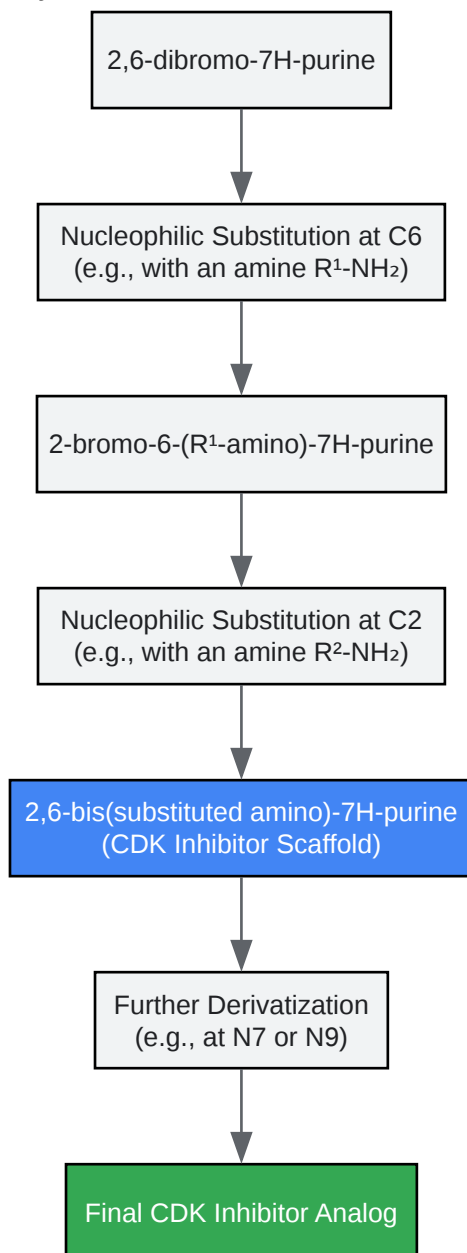 2,6-dibromo-7H-purine
Nucleophilic Substitution at C6
(e.g., with an amine R¹-NH₂)
2-bromo-6-(R¹-amino)-7H-purine
Nucleophilic Substitution at C2
(e.g., with an amine R²-NH₂)
2,6-bis(substituted amino)-7H-purine
(CDK Inhibitor Scaffold)
Further Derivatization
(e.g., at N7 or N9)
Final CDK Inhibitor Analog